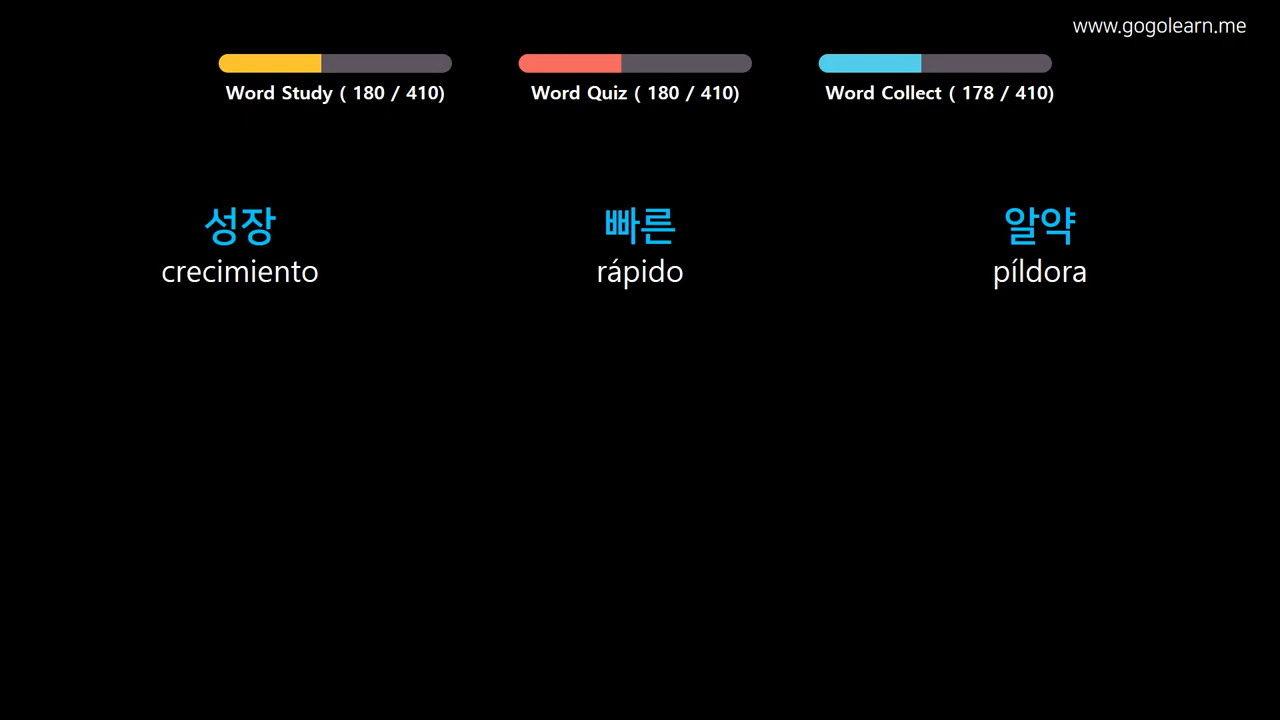 www.gogolearn.me
Word Study ( 180 / 410)
Word Quiz ( 180 / 410)
Word Collect ( 178 / 410)
성장
crecimiento
빠른
rápido
알약
píldora